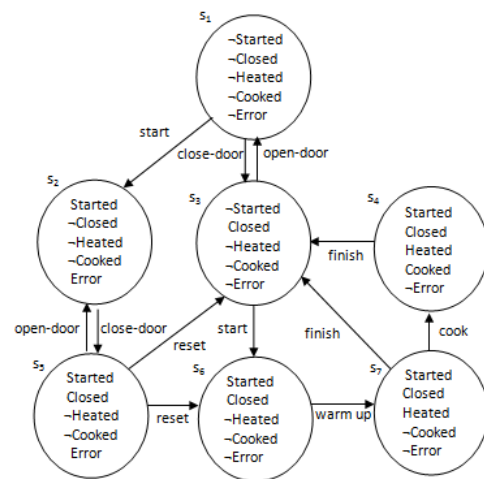 s1
¬Started
¬Closed
¬Heated
¬Cooked
¬Error
start
close-door
open-door
s2
Started
¬Closed
¬Heated
¬Cooked
Error
s3
¬Started
Closed
¬Heated
¬Cooked
¬Error
s4
Started
Closed
Heated
Cooked
¬Error
finish
open-door
close-door
reset
start
finish
cook
s5
Started
Closed
¬Heated
¬Cooked
Error
reset
s6
Started
Closed
¬Heated
¬Cooked
¬Error
warm up
s7
Started
Closed
Heated
¬Cooked
¬Error